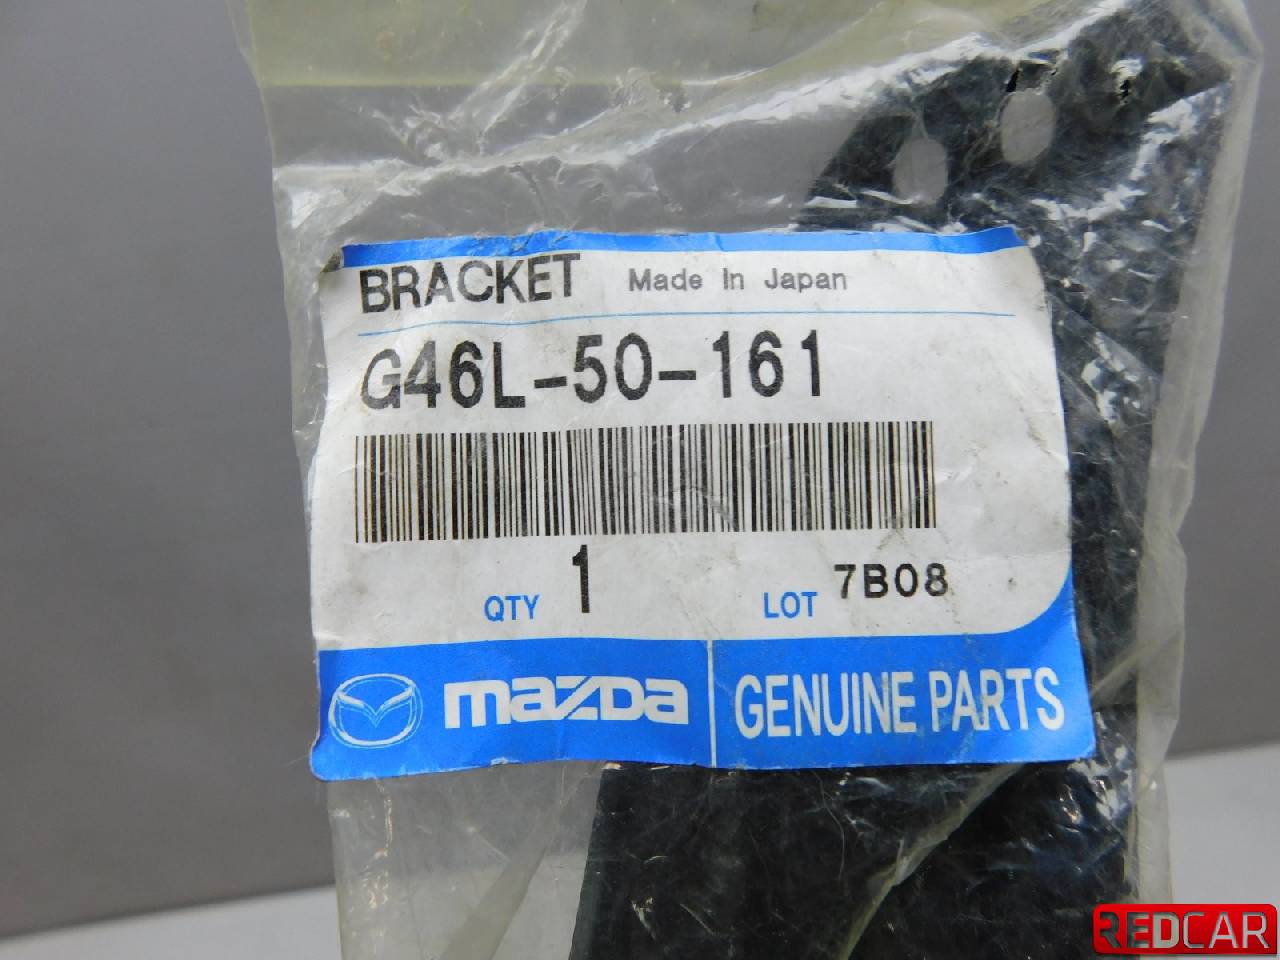 BRACKET Made In Japan
G46L-50-161
QTY 1 LOT 7B08
mazda GENUINE PARTS
REDCAR